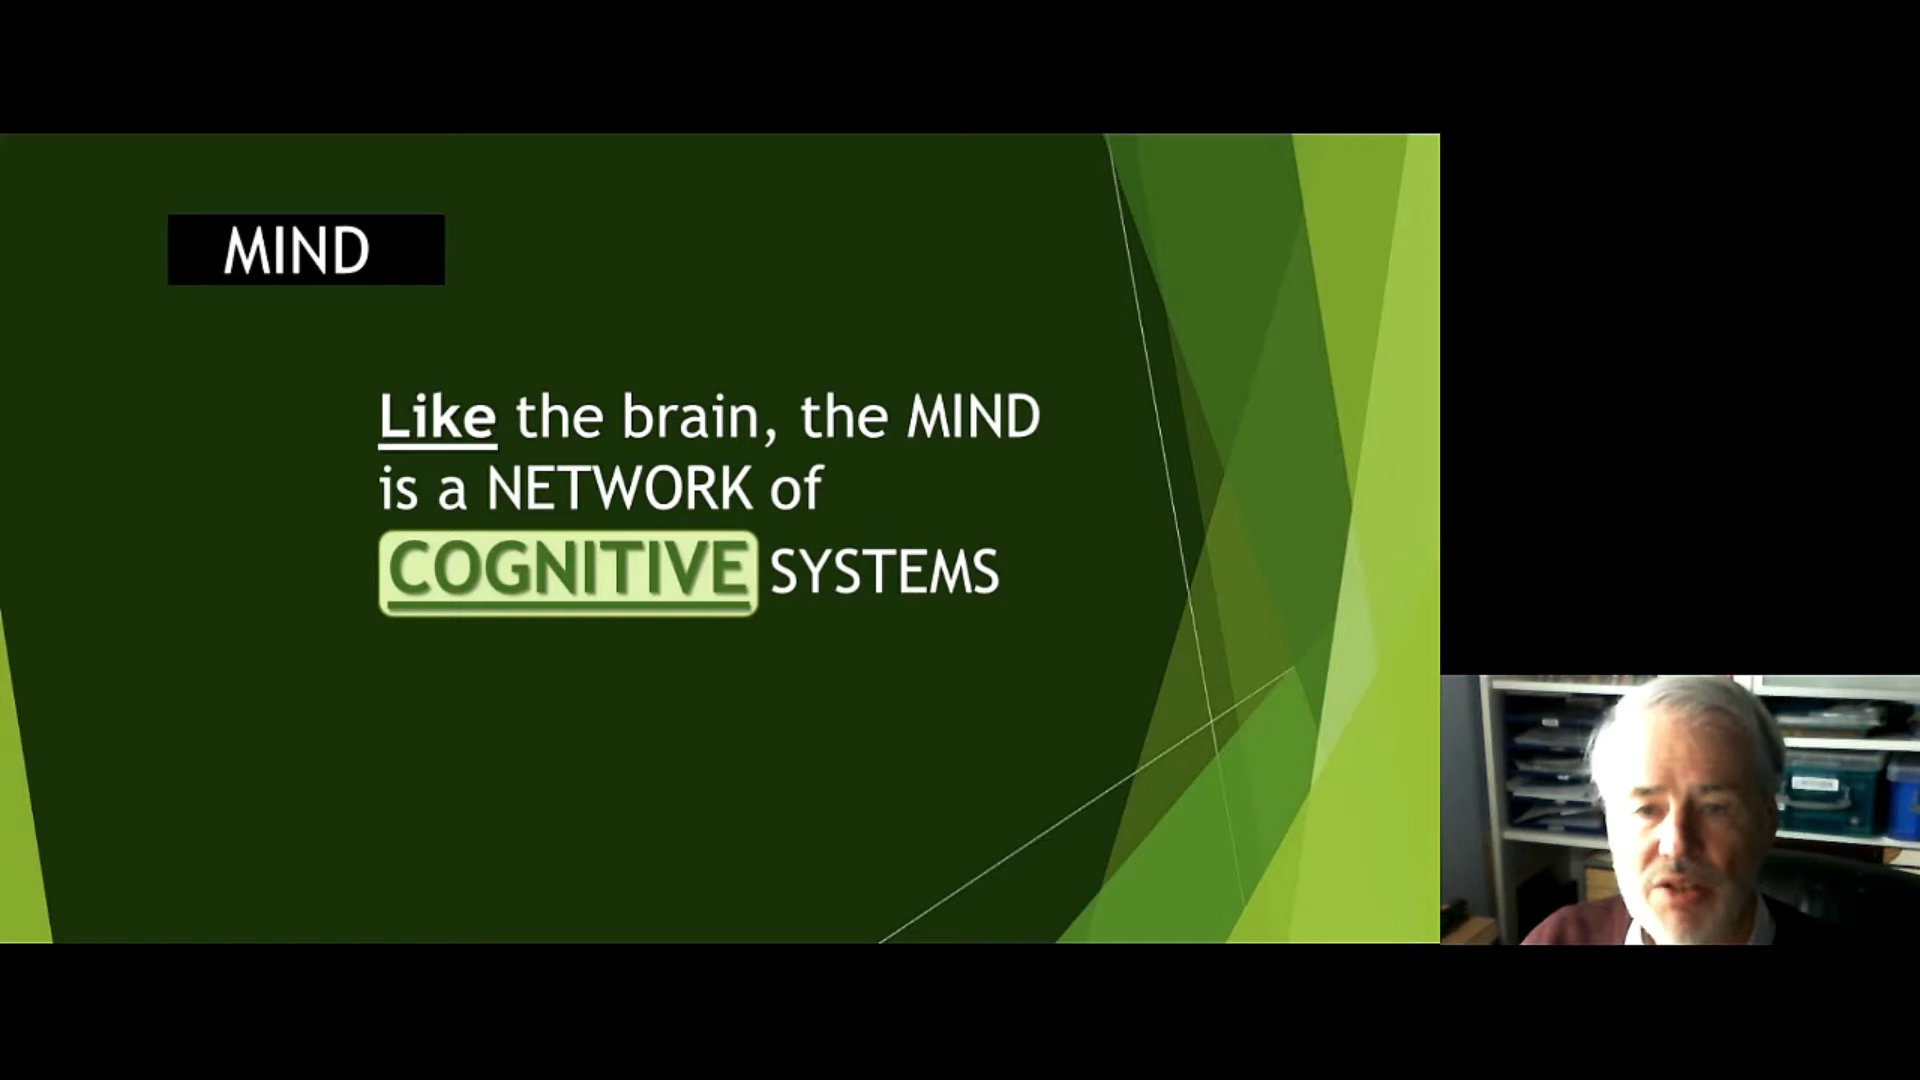 MIND
Like the brain, the MIND
is a NETWORK of
COGNITIVE SYSTEMS